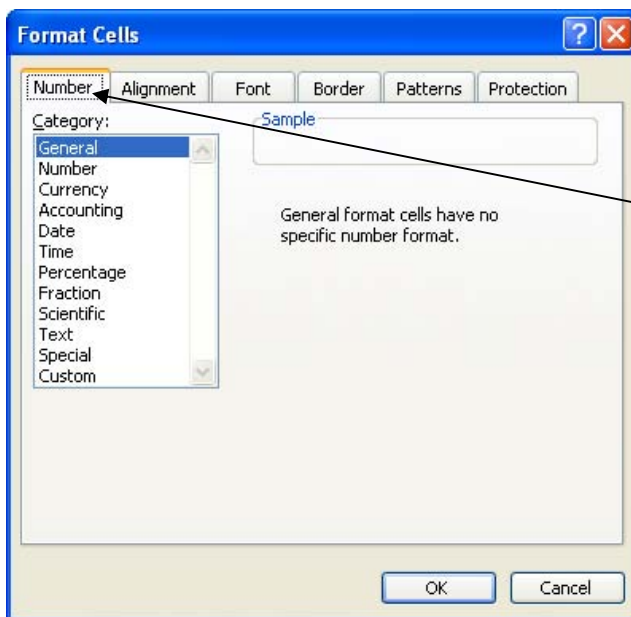 Format Cells
Number Alignment Font Border Patterns Protection
Category:
Sample
General
Number
Currency
Accounting
Date
Time
Percentage
Fraction
Scientific
Text
Special
Custom
General format cells have no
specific number format.
OK Cancel